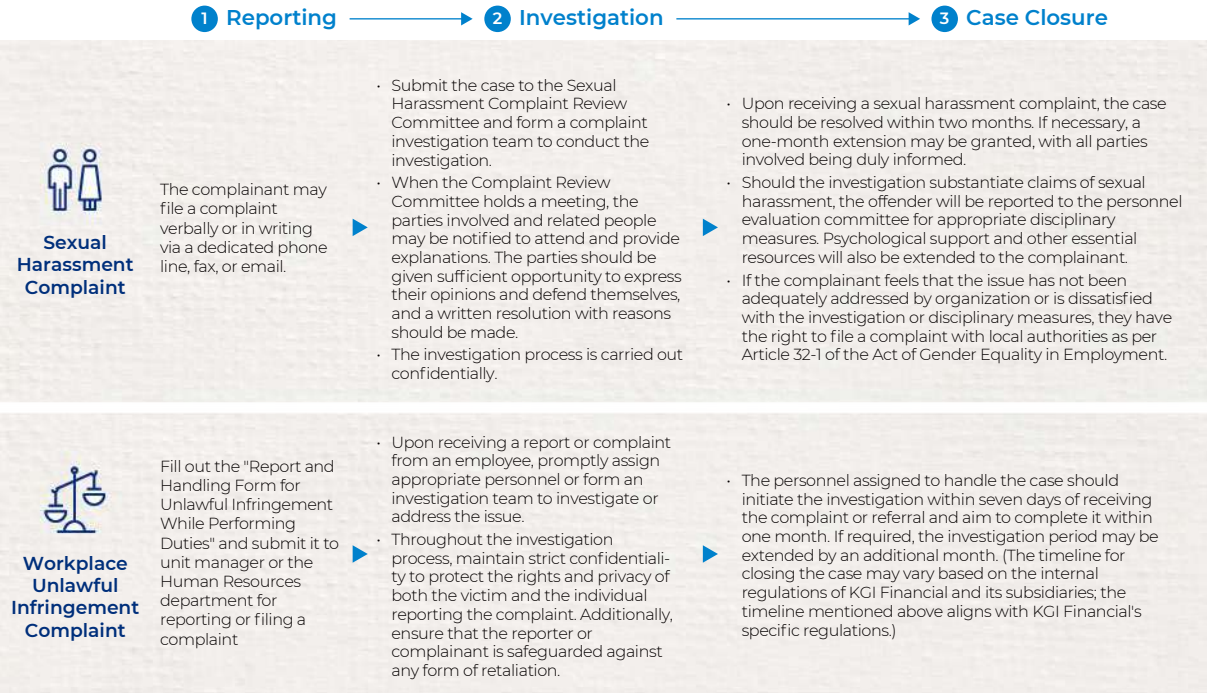 1 Reporting
2 Investigation
3 Case Closure
Sexual
Harassment
Complaint
The complainant may
file a complaint
verbally or in writing
via a dedicated phone
line, fax, or email.
· Submit the case to the Sexual
Harassment Complaint Review
Committee and form a complaint
investigation team to conduct the
investigation.
· When the Complaint Review
Committee holds a meeting, the
parties involved and related people
may be notified to attend and provide
explanations. The parties should be
given sufficient opportunity to express
their opinions and defend themselves,
and a written resolution with reasons
should be made.
· The investigation process is carried out
confidentially.
· Upon receiving a sexual harassment complaint, the case
should be resolved within two months. If necessary, a
one-month extension may be granted, with all parties
involved being duly informed.
· Should the investigation substantiate claims of sexual
harassment, the offender will be reported to the personnel
evaluation committee for appropriate disciplinary
measures. Psychological support and other essential
resources will also be extended to the complainant.
· If the complainant feels that the issue has not been
adequately addressed by organization or is dissatisfied
with the investigation or disciplinary measures, they have
the right to file a complaint with local authorities as per
Article 32-1 of the Act of Gender Equality in Employment.
Workplace
Unlawful
Infringement
Complaint
Fill out the "Report and
Handling Form for
Unlawful Infringement
While Performing
Duties" and submit it to
unit manager or the
Human Resources
department for
reporting or filing a
complaint
· Upon receiving a report or complaint
from an employee, promptly assign
appropriate personnel or form an
investigation team to investigate or
address the issue.
· Throughout the investigation
process, maintain strict confidentiali-
ty to protect the rights and privacy of
both the victim and the individual
reporting the complaint. Additionally,
ensure that the reporter or
complainant is safeguarded against
any form of retaliation.
· The personnel assigned to handle the case should
initiate the investigation within seven days of receiving
the complaint or referral and aim to complete it within
one month. If required, the investigation period may be
extended by an additional month. (The timeline for
closing the case may vary based on the internal
regulations of KGI Financial and its subsidiaries; the
timeline mentioned above aligns with KGI Financial's
specific regulations.)